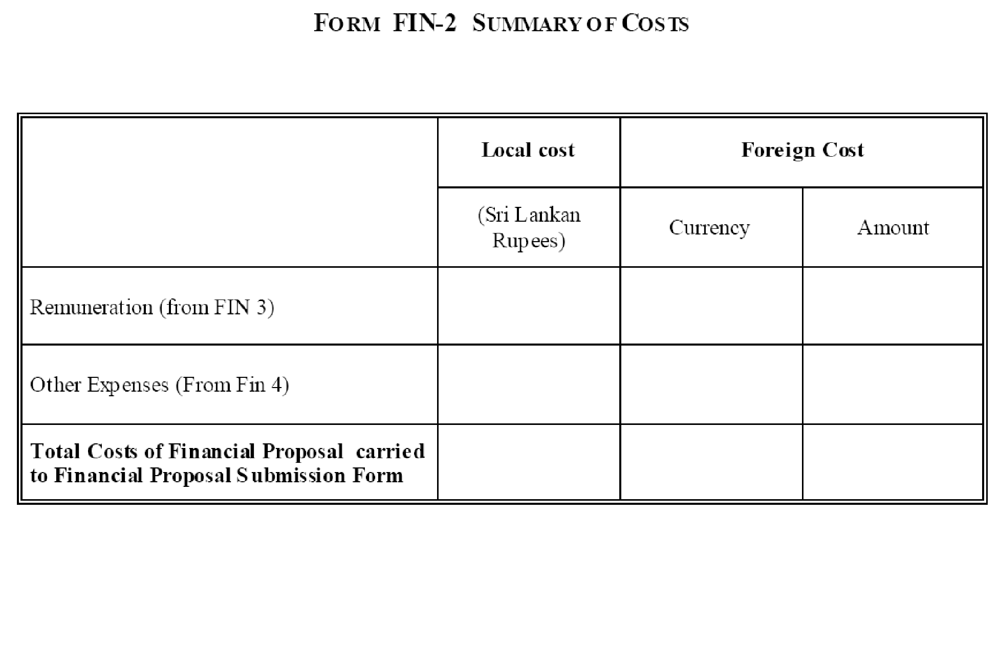 FORM FIN-2 SUMMARY OF COSTS
Local cost
Foreign Cost
(Sri Lankan
Rupees)
Currency
Amount
Remuneration (from FIN 3)
Other Expenses (From Fin 4)
Total Costs of Financial Proposal carried
to Financial Proposal Submission Form